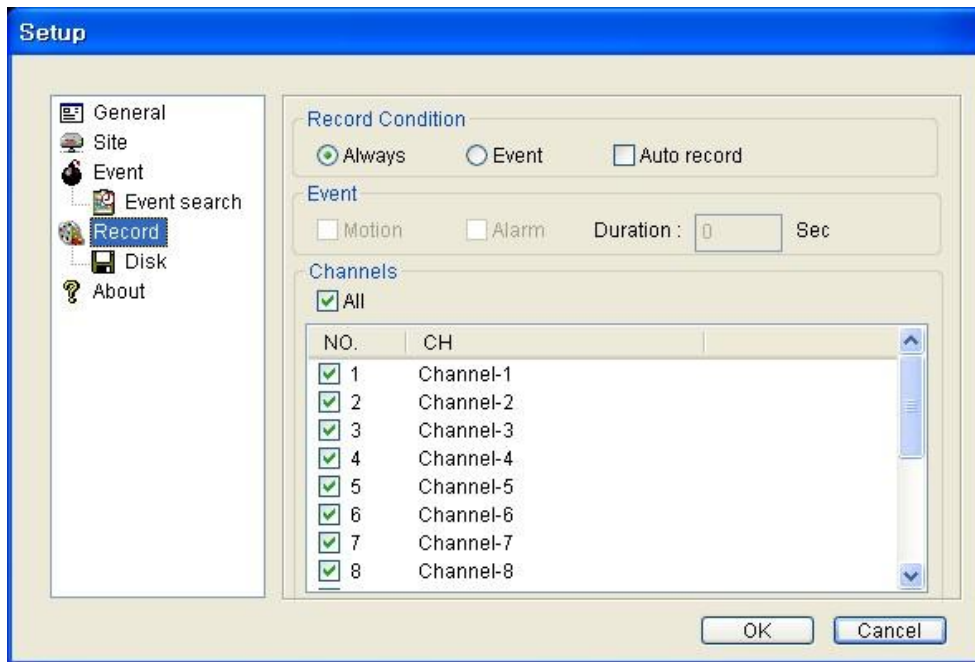 Setup
General
Site
Event
Event search
Record
Disk
About
Record Condition
Always Event Auto record
Event
Motion Alarm Duration : 0 Sec
Channels
All
NO. CH
1 Channel-1
2 Channel-2
3 Channel-3
4 Channel-4
5 Channel-5
6 Channel-6
7 Channel-7
8 Channel-8
OK Cancel